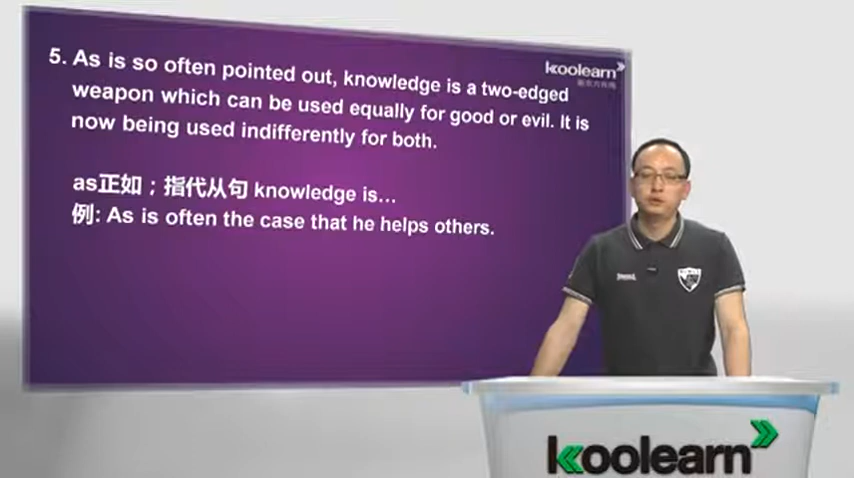 5. As is so often pointed out, knowledge is a two-edged
weapon which can be used equally for good or evil. It is
now being used indifferently for both.
as正如；指代从句 knowledge is...
例: As is often the case that he helps others.
koolearn
koolearn